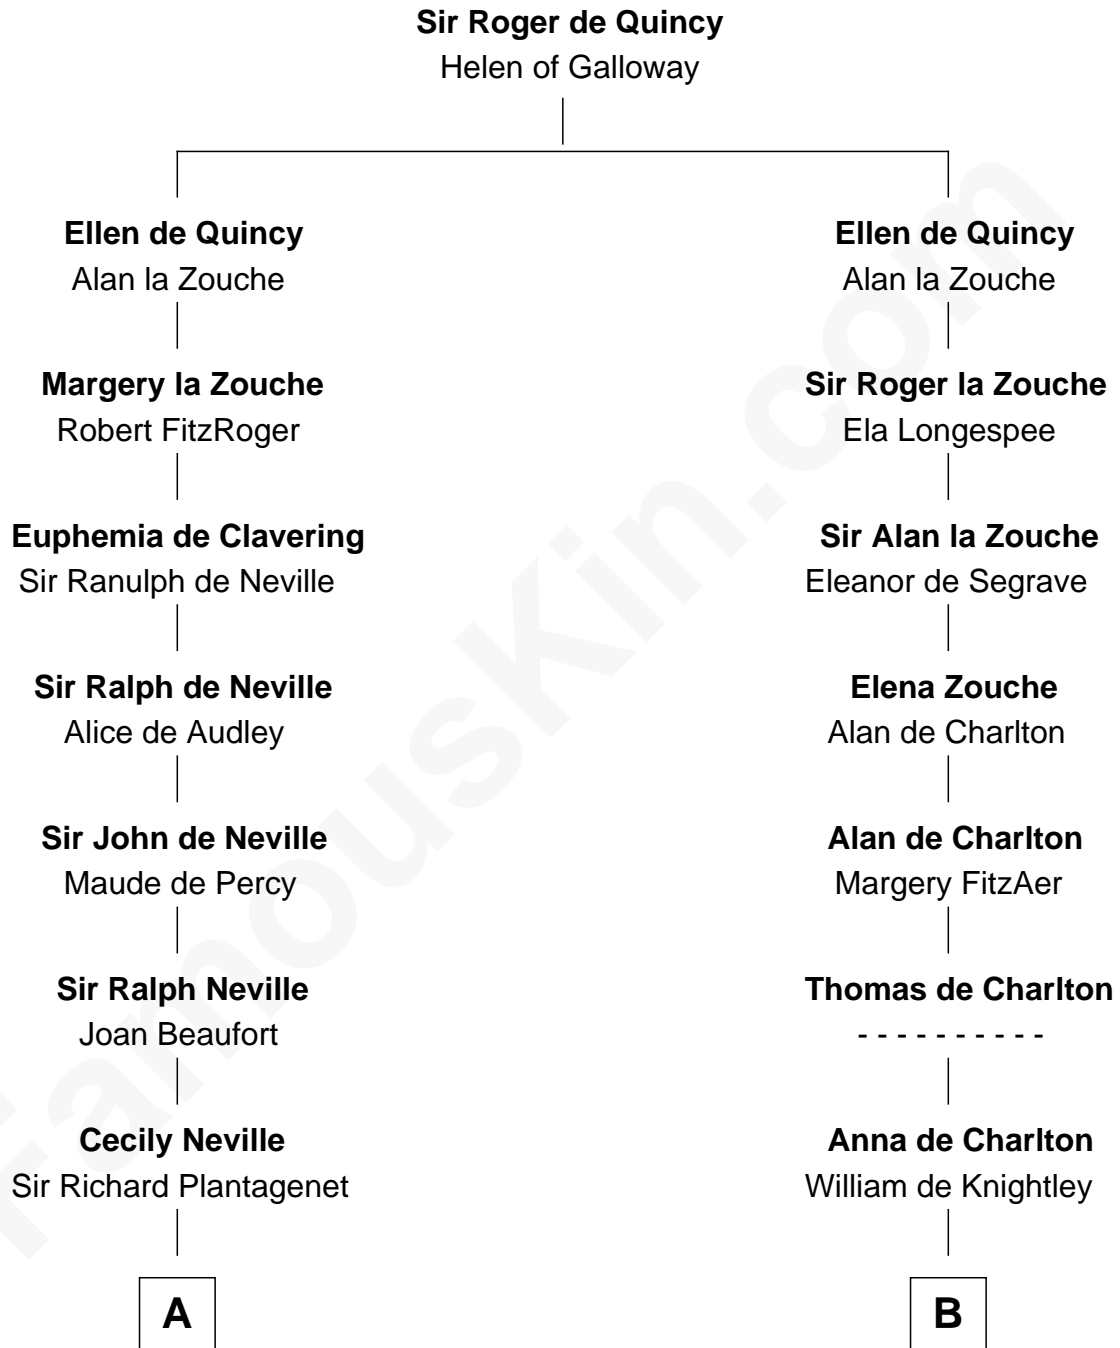 Sir Roger de Quincy
Helen of Galloway
Ellen de Quincy
Alan la Zouche
Ellen de Quincy
Alan la Zouche
Margery la Zouche
Robert FitzRoger
Sir Roger la Zouche
Ela Longespee
Euphemia de Clavering
Sir Ranulph de Neville
Sir Alan la Zouche
Eleanor de Segrave
Sir Ralph de Neville
Alice de Audley
Elena Zouche
Alan de Charlton
Sir John de Neville
Maude de Percy
Alan de Charlton
Margery FitzAer
Sir Ralph Neville
Joan Beaufort
Thomas de Charlton
- - - - - - - - - -
Cecily Neville
Sir Richard Plantagenet
Anna de Charlton
William de Knightley
A
B
FamousKin.com